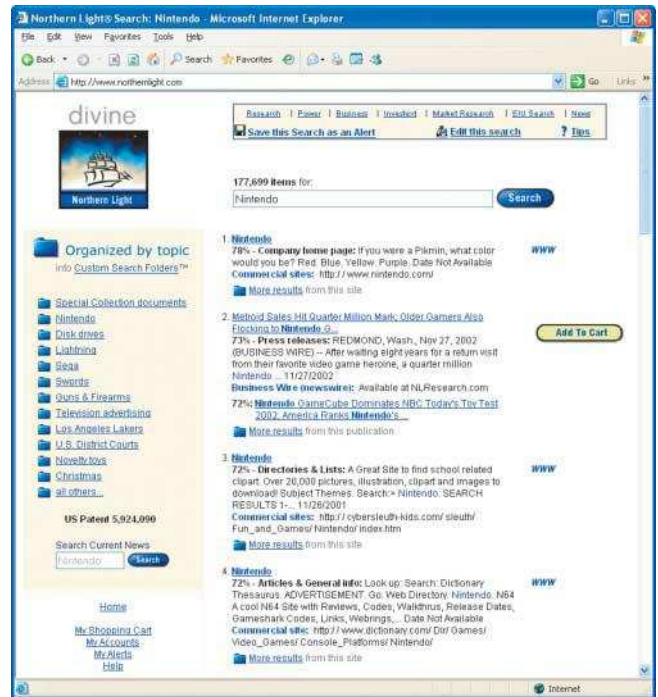 Northern Light® Search: Nintendo - Microsoft Internet Explorer
File Edit View Favorites Tools Help
Back Search Favorites
Address http://www.northernlight.com Go Links »
divine
Northern Light
Research | Power | Business | Investext | Market Research | EIU Search | News
Save this Search as an Alert Edit this search ? Tips
177,699 items for:
Nintendo Search
Organized by topic
into Custom Search Folders™
Special Collection documents
Nintendo
Disk drives
Lightning
Sega
Swords
Guns & Firearms
Television advertising
Los Angeles Lakers
U.S. District Courts
Novelty toys
Christmas
all others...
US Patent 5,924,090
Search Current News
Nintendo Search
Home
My Shopping Cart
My Accounts
My Alerts
Help
1. Nintendo
78% - Company home page: If you were a Pikmin, what color
would you be? Red. Blue. Yellow. Purple. Date Not Available
Commercial sites: http://www.nintendo.com/
More results from this site
WWW
2. Metroid Sales Hit Quarter Million Mark; Older Gamers Also
Flocking to Nintendo G...
73% - Press releases: REDMOND, Wash., Nov 27, 2002
(BUSINESS WIRE) -- After waiting eight years for a return visit
from their favorite video game heroine, a quarter million
Nintendo ... 11/27/2002
Business Wire (newswire): Available at NLResearch.com
72%: Nintendo GameCube Dominates NBC Today's Toy Test
2002; America Ranks Nintendo's ...
More results from this publication
Add To Cart
3. Nintendo
72% - Directories & Lists: A Great Site to find school related
clipart. Over 20,000 pictures, illustration, clipart and images to
download! Subject Themes. Search:> Nintendo. SEARCH
RESULTS 1-... 11/26/2001
Commercial sites: http://cybersleuth-kids.com/sleuth/
Fun_and_Games/Nintendo/index.htm
More results from this site
WWW
4. Nintendo
72% - Articles & General info: Look up: Search: Dictionary
Thesaurus. ADVERTISEMENT. Go. Web Directory. Nintendo. N64
A cool N64 Site with Reviews, Codes, Walkthrus, Release Dates,
Gameshark Codes, Links, Webrings,... Date Not Available
Commercial site: http://www.dictionary.com/Dir/Games/
Video_Games/Console_Platforms/Nintendo/
More results from this site
WWW
Internet